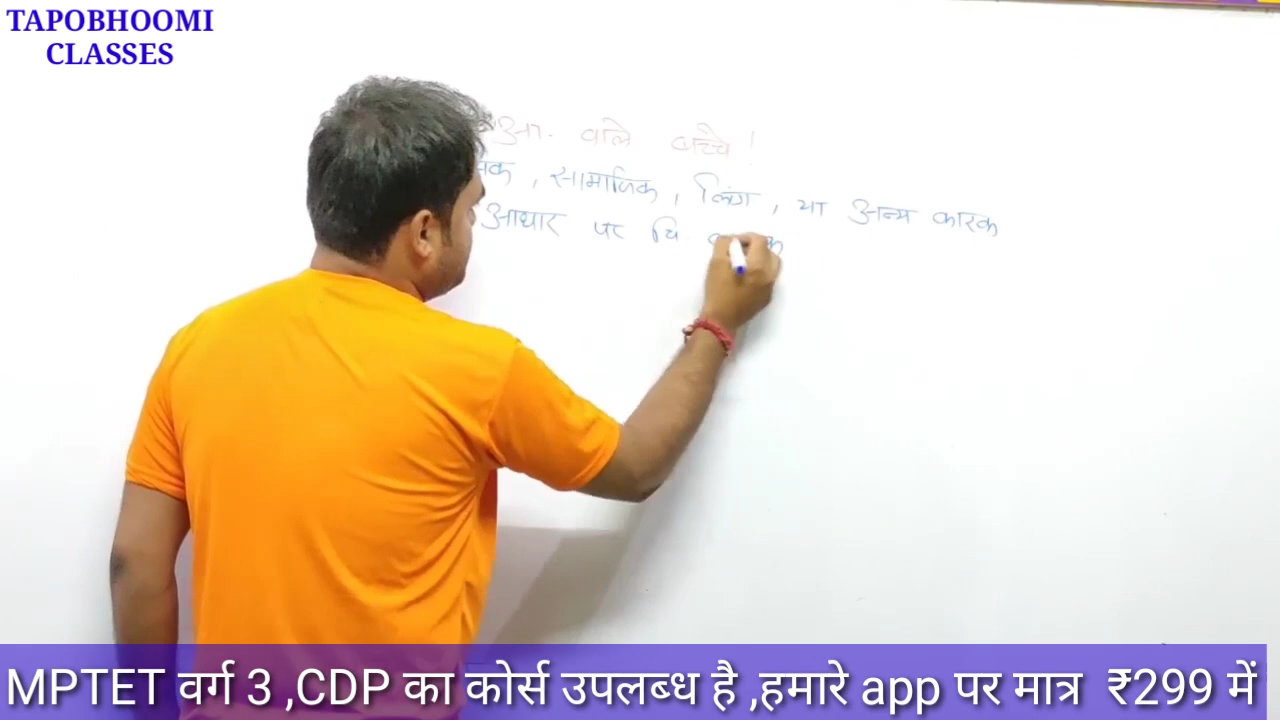 TAPOBHOOMI
CLASSES
आ. वाले बच्चे!
, सामाजिक, लिंग, या अन्य कारक
आधार पर वि
MPTET वर्ग 3 ,CDP का कोर्स उपलब्ध है ,हमारे app पर मात्र ₹299 में